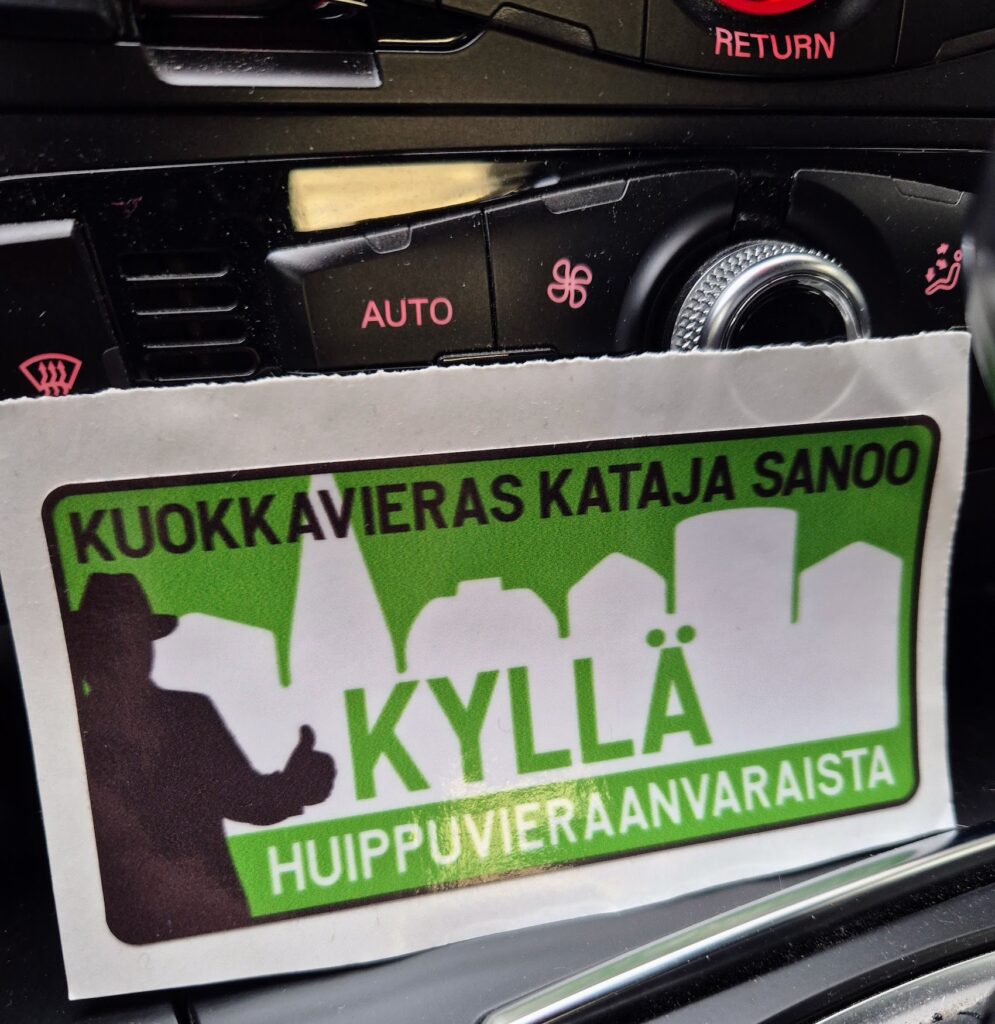 RETURN
AUTO
KUOKKAVIERAS KATAJA SANOO
KYLLÄ
HUIPPUVIERAANVARAISTA